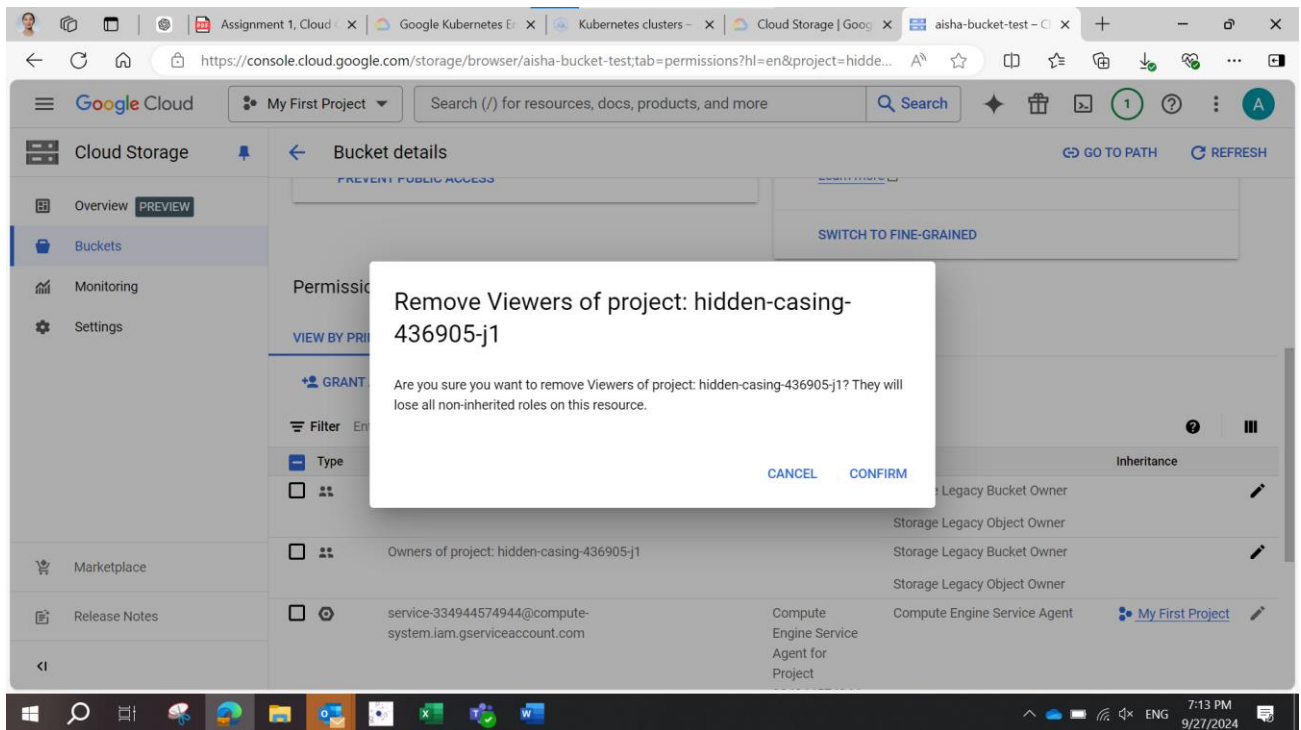 Assignment 1, Cloud
Google Kubernetes En
Kubernetes clusters –
Cloud Storage | Goog
aisha-bucket-test – Cl
https://console.cloud.google.com/storage/browser/aisha-bucket-test;tab=permissions?hl=en&project=hidde...
Google Cloud
My First Project
Search (/) for resources, docs, products, and more
Search
1
A
Cloud Storage
Bucket details
GO TO PATH
REFRESH
PREVENT PUBLIC ACCESS
Learn more
Overview PREVIEW
Buckets
SWITCH TO FINE-GRAINED
Monitoring
Settings
Permissio
VIEW BY PRI
GRANT
Remove Viewers of project: hidden-casing-
436905-j1
Are you sure you want to remove Viewers of project: hidden-casing-436905-j1? They will
lose all non-inherited roles on this resource.
CANCEL
CONFIRM
Filter En
Type
Inheritance
Legacy Bucket Owner
Storage Legacy Object Owner
Owners of project: hidden-casing-436905-j1
Storage Legacy Bucket Owner
Storage Legacy Object Owner
service-334944574944@compute-
system.iam.gserviceaccount.com
Compute
Engine Service
Agent for
Project
Compute Engine Service Agent
My First Project
Marketplace
Release Notes
ENG
7:13 PM
9/27/2024